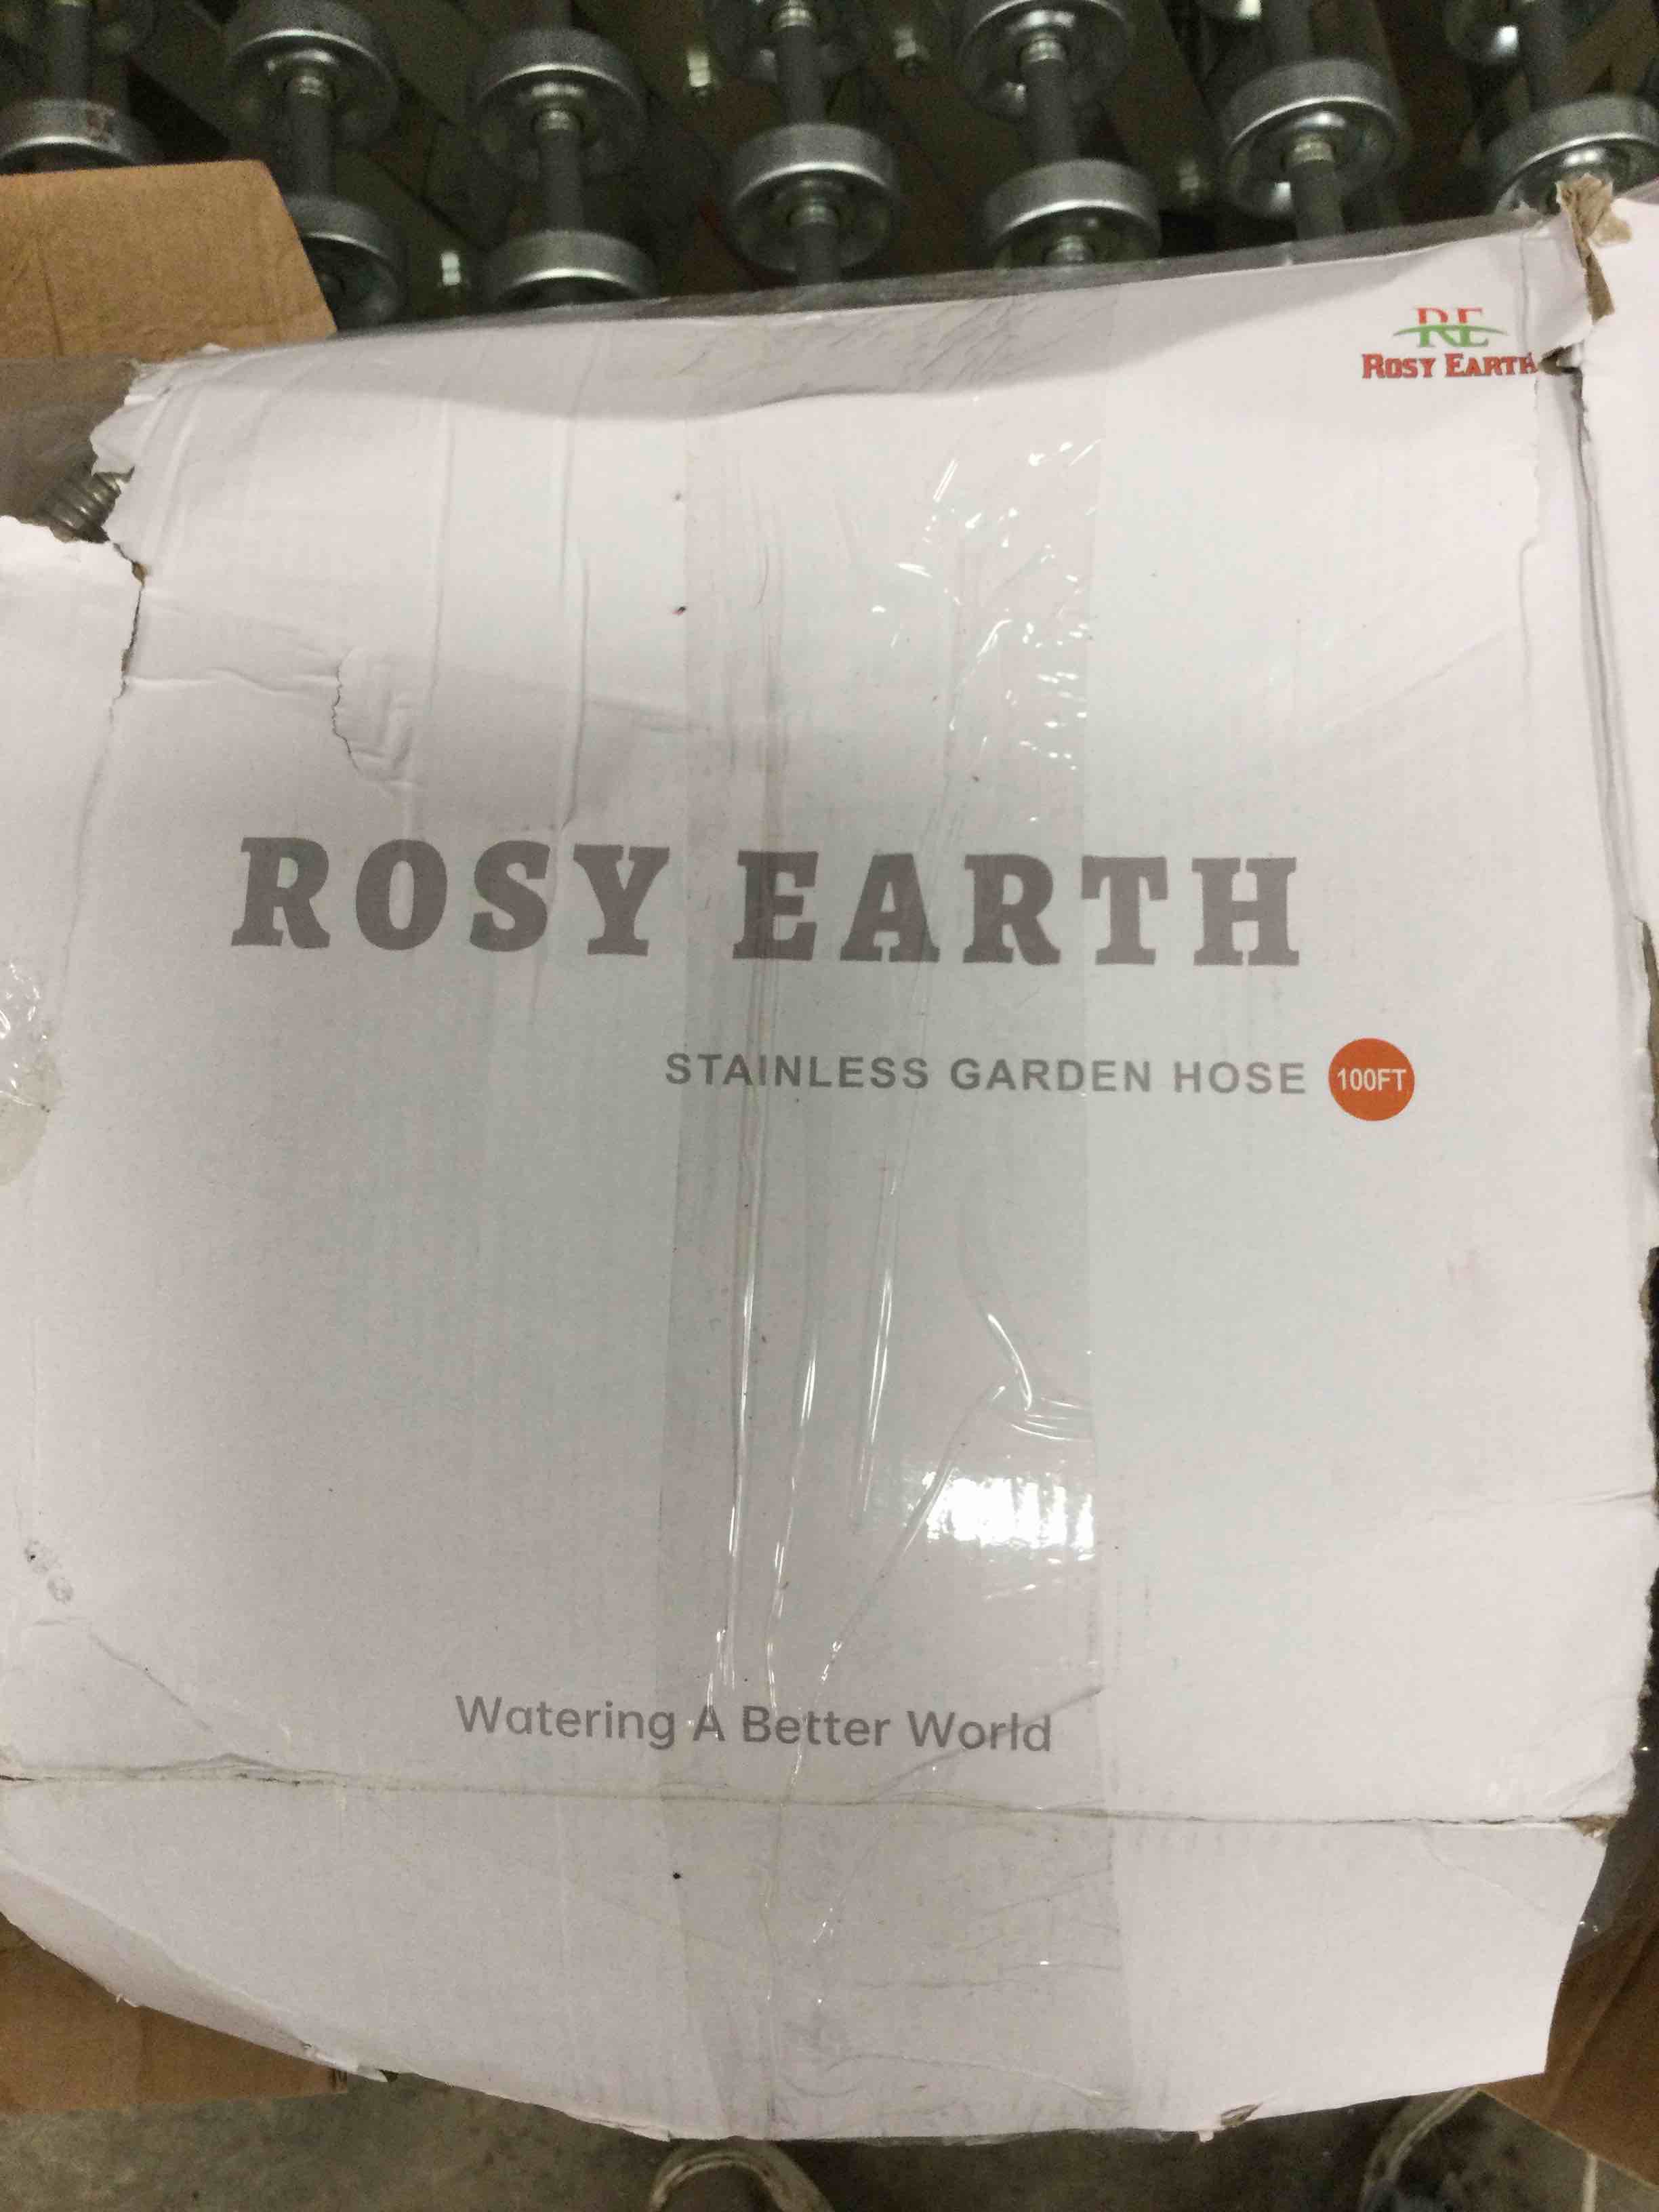 RE
ROSY EARTH
ROSY EARTH
STAINLESS GARDEN HOSE 100FT
Watering A Better World